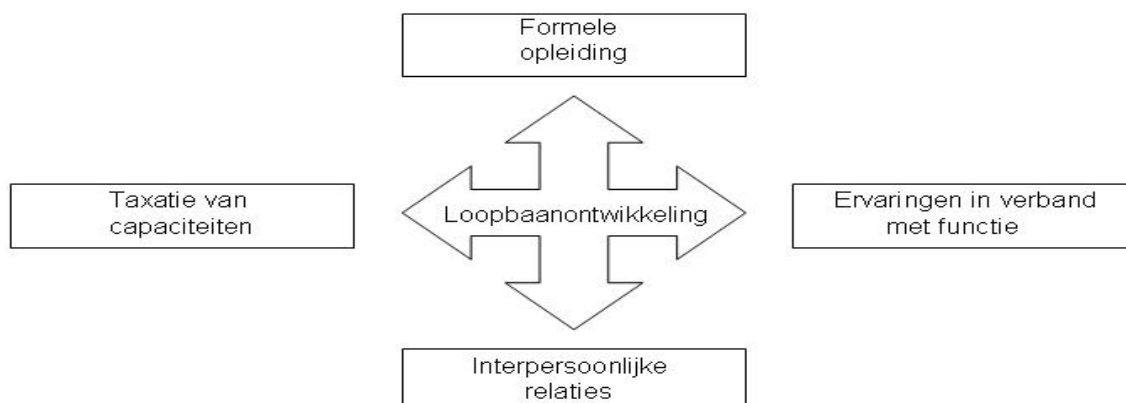 Formele
opleiding
Taxatie van
capaciteiten
Loopbaanontwikkeling
Ervaringen in verband
met functie
Interpersoonlijke
relaties